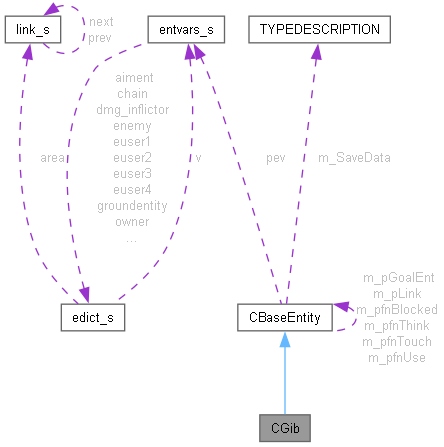 next
prev
link_s
entvars_s
TYPEDESCRIPTION
aiment
chain
dmg_inflictor
enemy
euser1
euser2
euser3
euser4
groundentity
owner
...
area
v
pev
m_SaveData
m_pGoalEnt
m_pLink
m_pfnBlocked
m_pfnThink
m_pfnTouch
m_pfnUse
edict_s
CBaseEntity
CGib